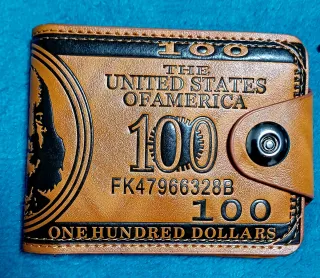 100
THE
UNITED STATES
OFAMERICA
100
FK47966328B
100
ONE HUNDRED DOLLARS